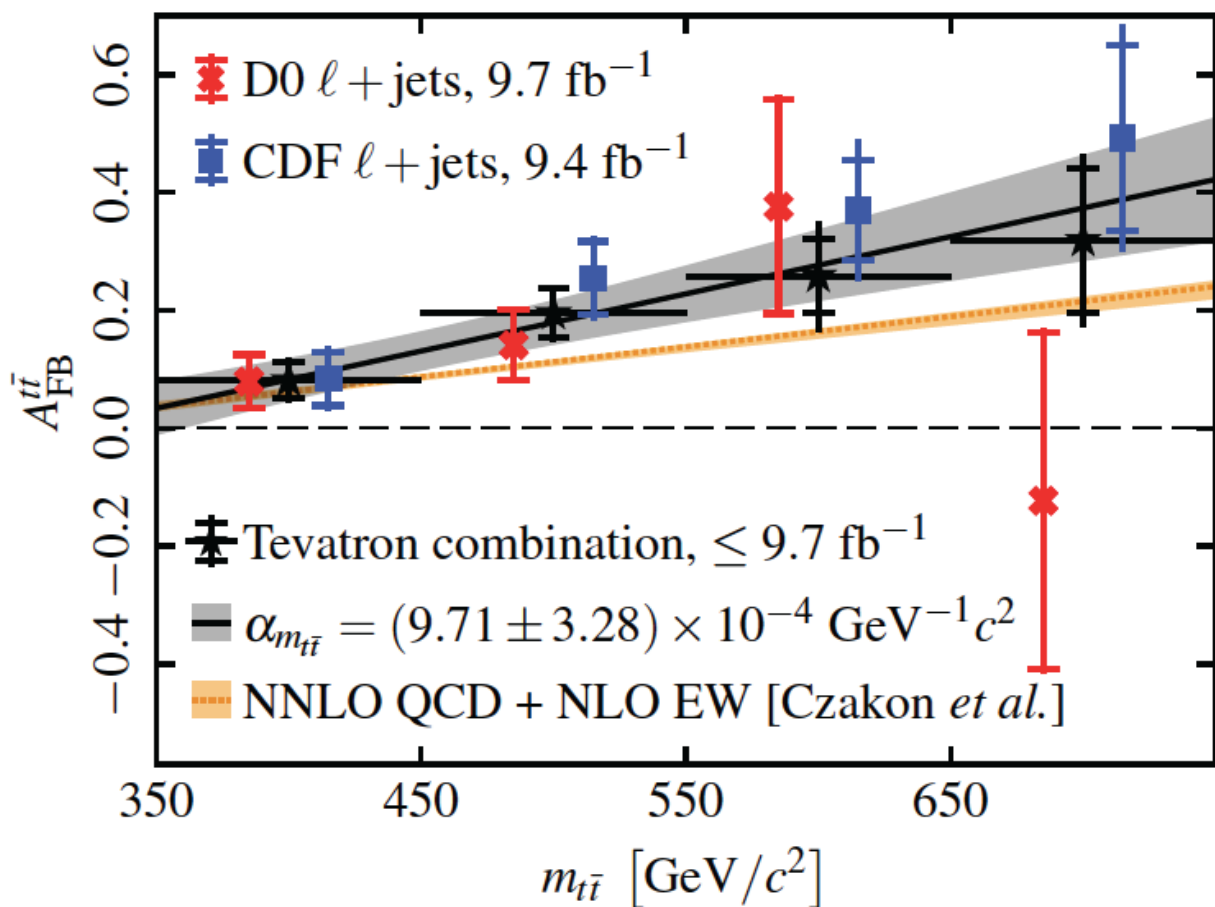 D0 ℓ + jets, 9.7 fb⁻¹
CDF ℓ + jets, 9.4 fb⁻¹
Tevatron combination, ≤ 9.7 fb⁻¹
α_{m_{tt̄}} = (9.71 ± 3.28) × 10⁻⁴ GeV⁻¹c²
NNLO QCD + NLO EW [Czakon et al.]
A_{FB}^{tt̄}
0.6
0.4
0.2
0.0
−0.2
−0.4
350 450 550 650
m_{tt̄} [GeV/c²]